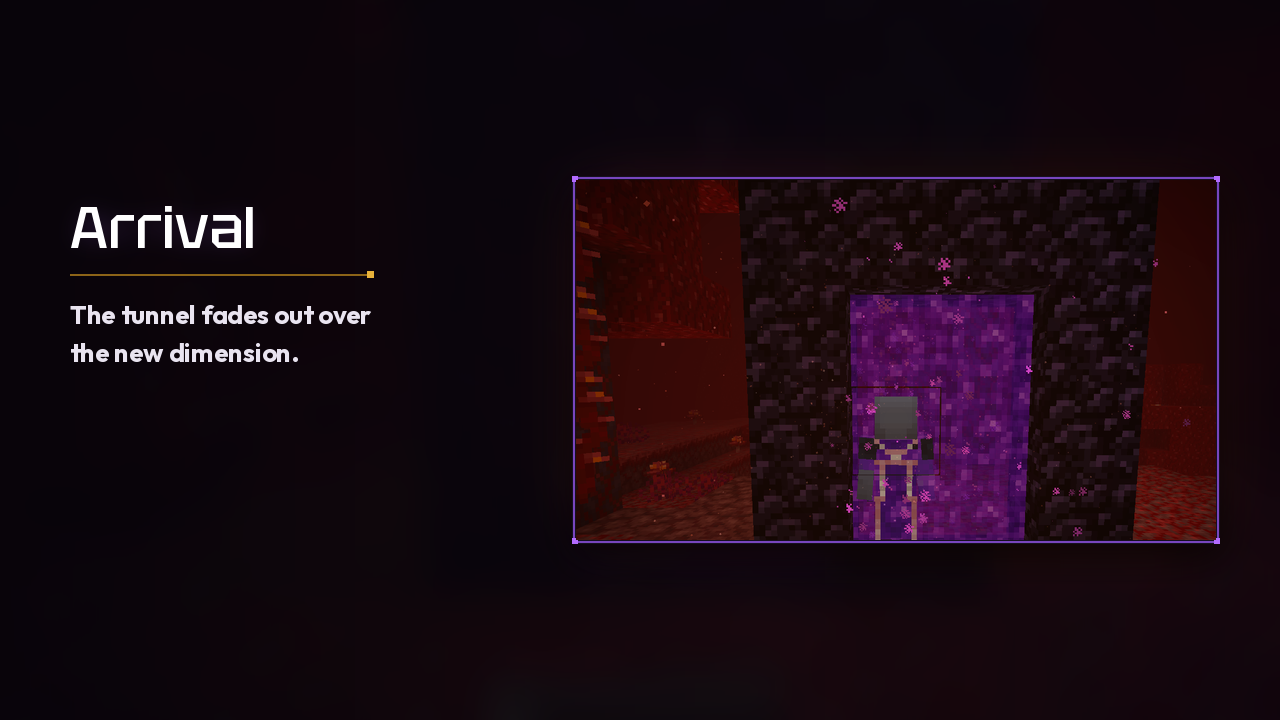 Arrival
The tunnel fades out over
the new dimension.